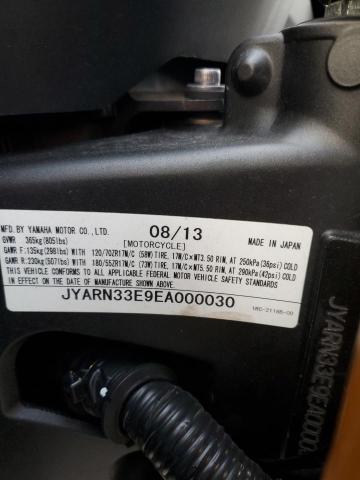 MFD.BY YAMAHA MOTOR CO.,LTD. 08/13 MADE IN JAPAN
GVWR 365kg(805lbs) [MOTORCYCLE]
GAWR F:135kg(298lbs)WITH 120/70ZR17M/C (58W)TIRE, 17M/C×MT3.50 RIM, AT 250kPa(36psi)COLD
GAWR R:230kg(507lbs)WITH 180/55ZR17M/C (73W)TIRE, 17M/C×MT5.50 RIM, AT 290kPa(42psi)COLD
THIS VEHICLE CONFORMS TO ALL APPLICABLE FEDERAL MOTOR VEHICLE SAFETY STANDARDS
IN EFFECT ON THE DATE OF MANUFACTURE SHOWN ABOVE.
JYARN33E9EA000030
1RC-2118S-00
JYARN33E9EA0000